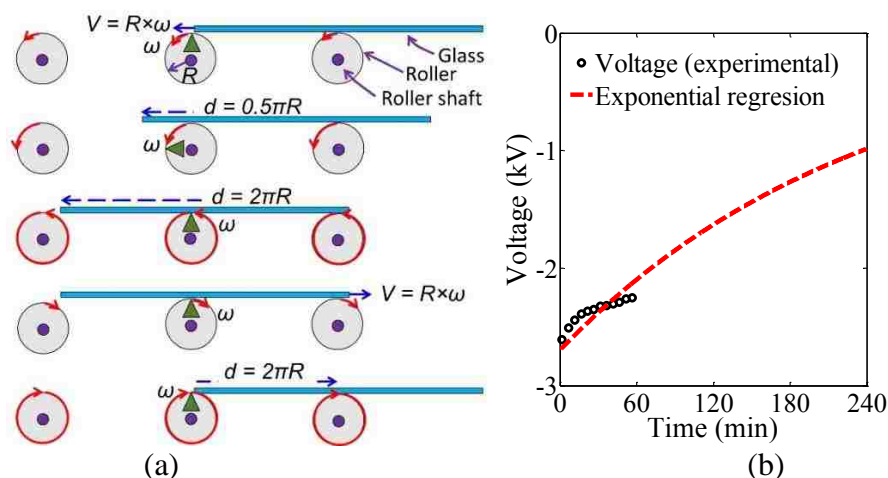 V = R×ω
ω
R
Glass
Roller
Roller shaft
d = 0.5πR
ω
d = 2πR
ω
V = R×ω
ω
d = 2πR
ω
(a)
0
-1
-2
-3
Voltage (kV)
Voltage (experimental)
Exponential regresion
0
60
120
180
240
Time (min)
(b)